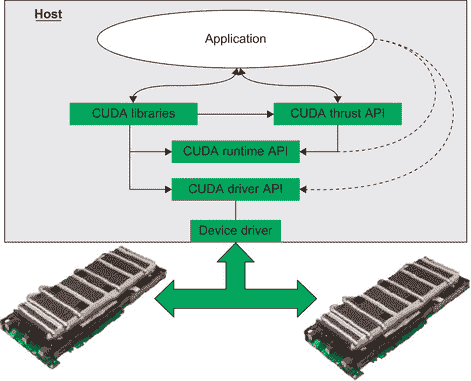 Host
Application
CUDA libraries
CUDA thrust API
CUDA runtime API
CUDA driver API
Device driver